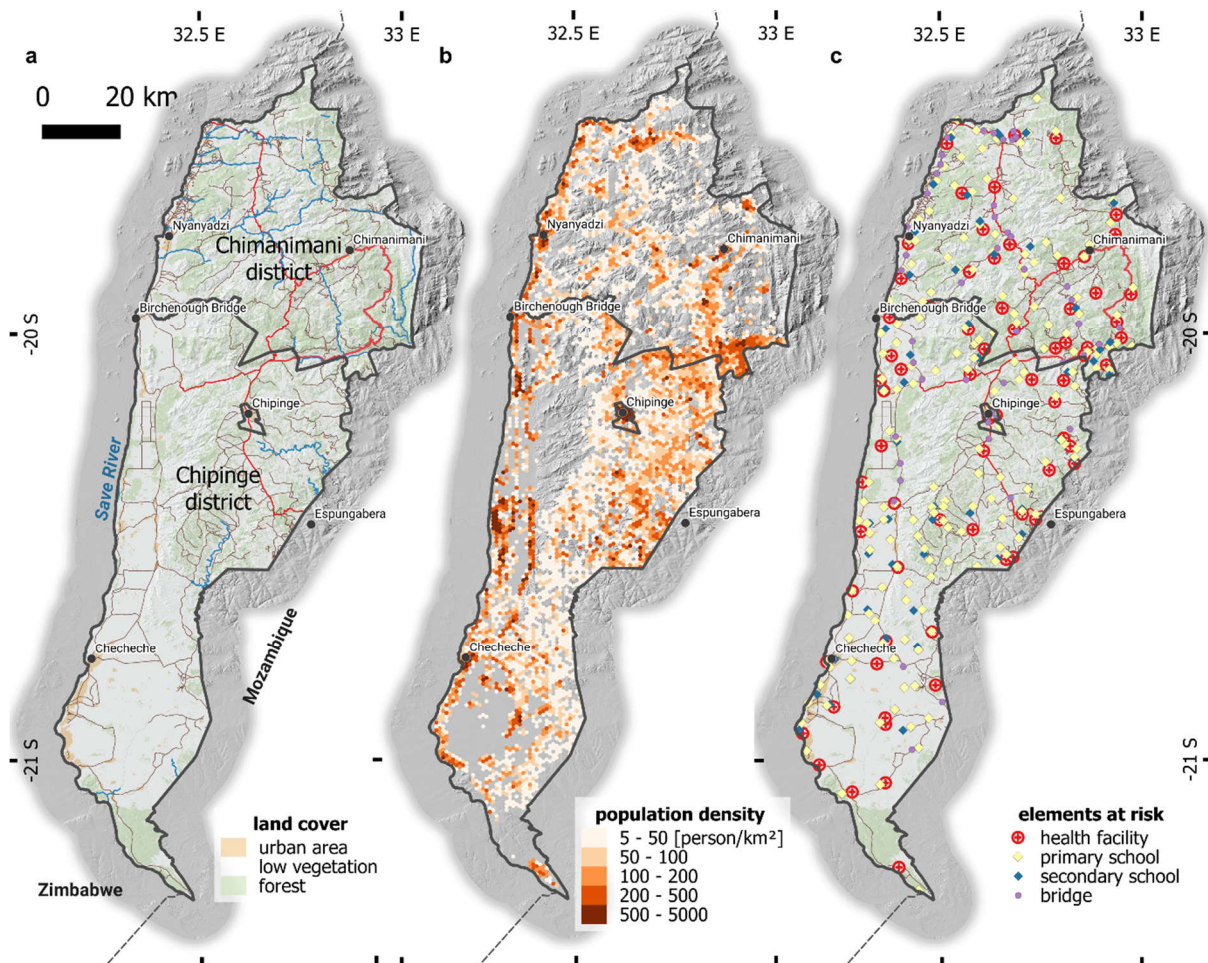 32.5 E
33 E
32.5 E
33 E
32.5 E
33 E
a
b
c
0
20 km
Nyanyadzi
Chimanimani
district
Chimanimani
Birchenough Bridge
-20 S
Chipinge
Save River
Chipinge
district
Espungabera
Mozambique
Checheche
-21 S
land cover
urban area
low vegetation
forest
Zimbabwe
Nyanyadzi
Chimanimani
Birchenough Bridge
Chipinge
Espungabera
Checheche
population density
5 - 50 [person/km²]
50 - 100
100 - 200
200 - 500
500 - 5000
Nyanyadzi
Chimanimani
Birchenough Bridge
-20 S
Chipinge
Espungabera
Checheche
-21 S
elements at risk
health facility
primary school
secondary school
bridge